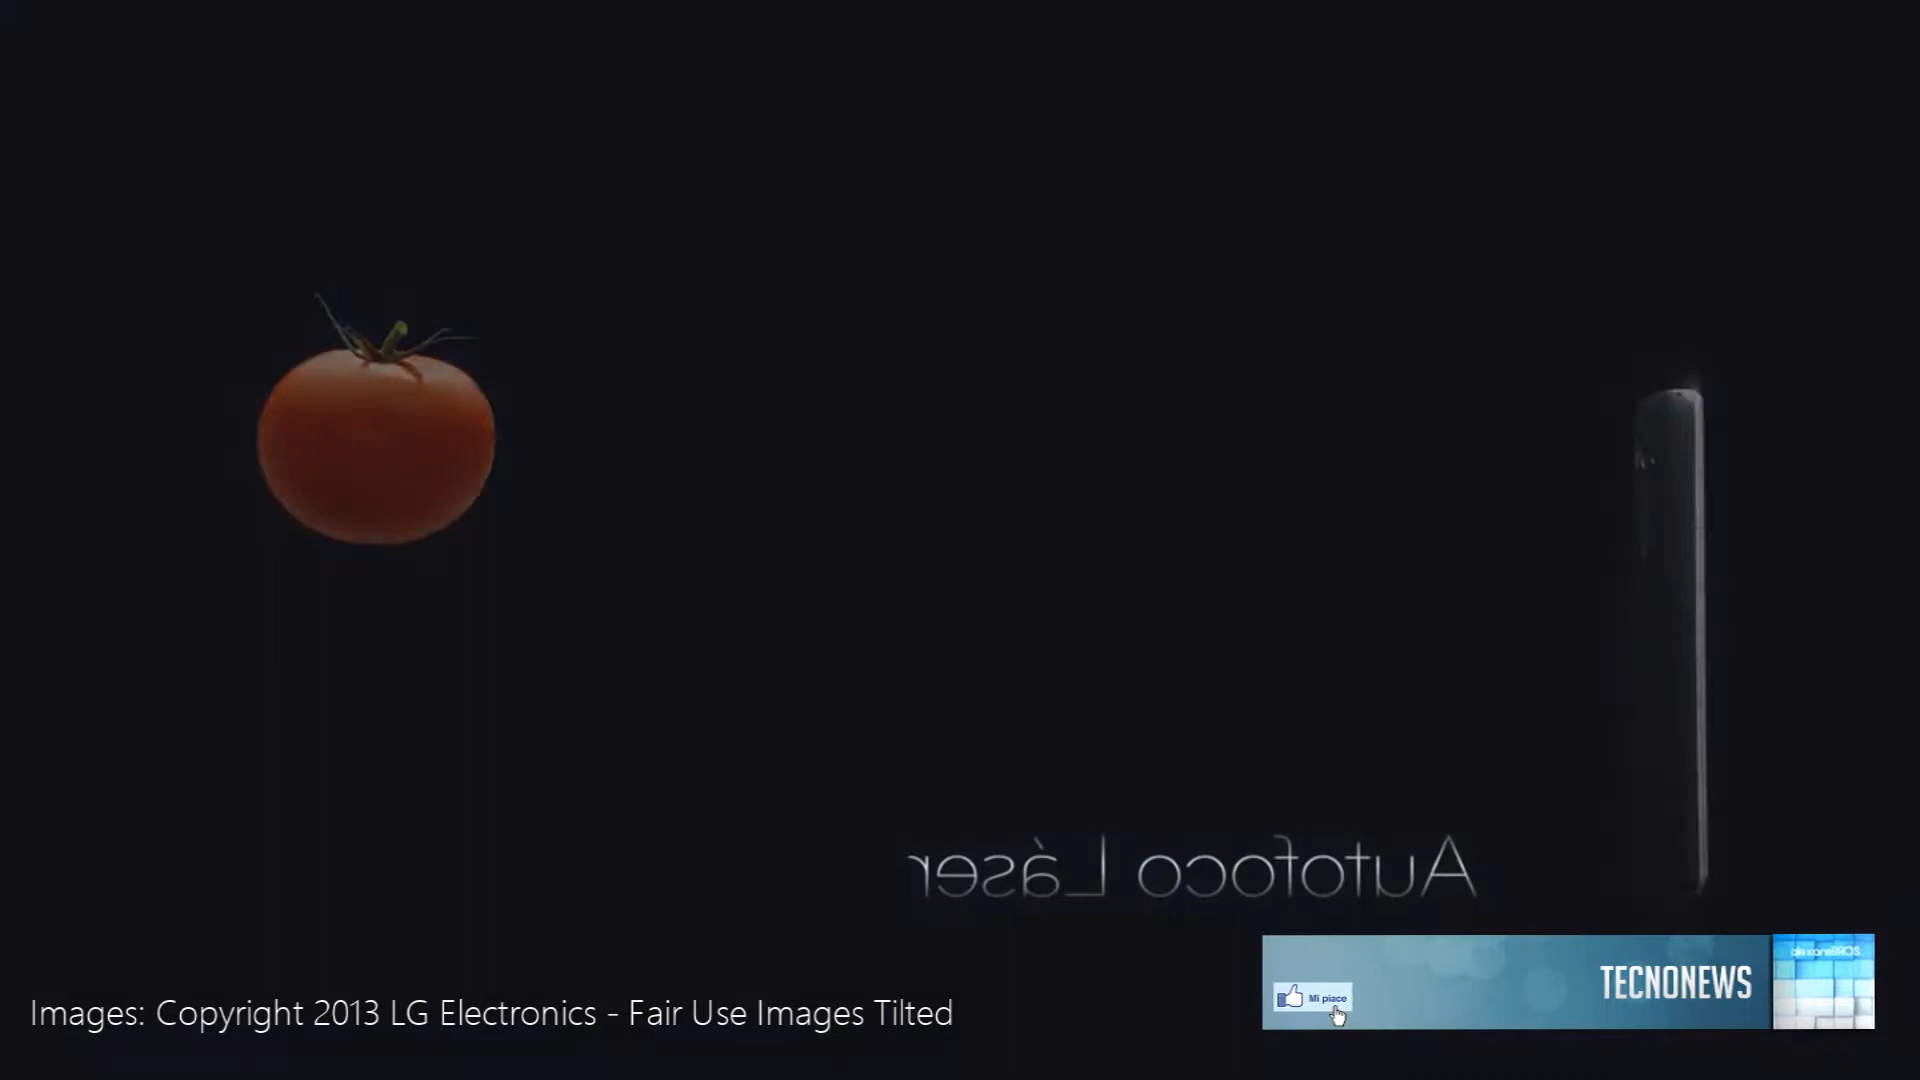 Autofoco Láser
TECNONEWS
Mi piace
Images: Copyright 2013 LG Electronics - Fair Use Images Tilted